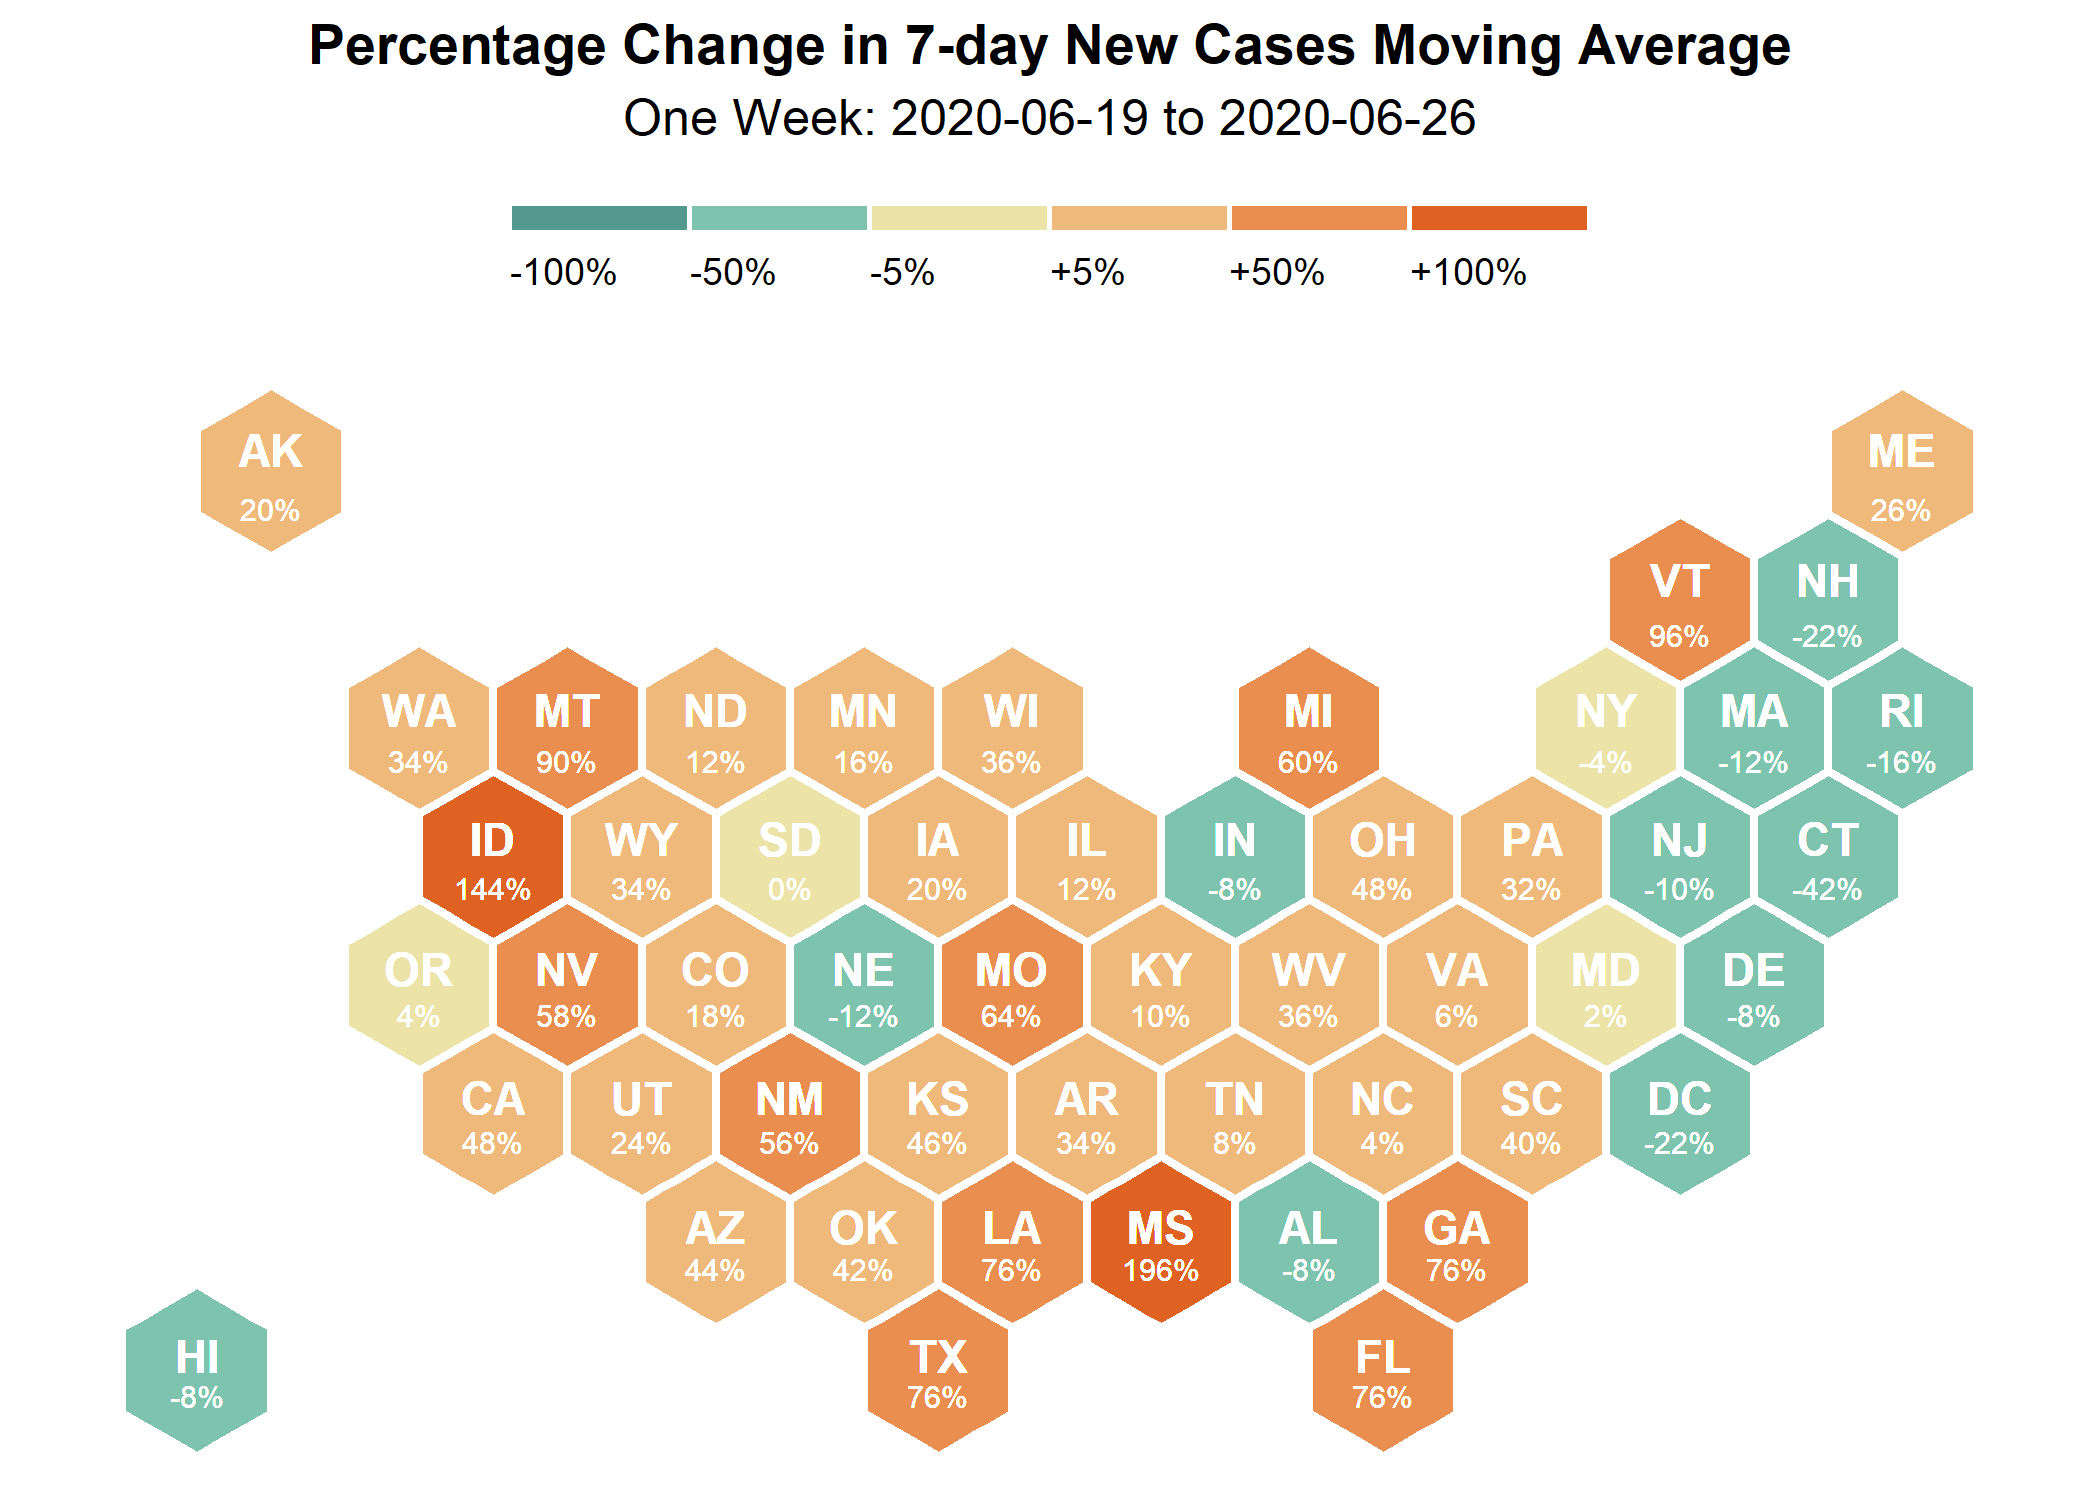 Percentage Change in 7-day New Cases Moving Average
One Week: 2020-06-19 to 2020-06-26
-100% -50% -5% +5% +50% +100%
AK ME
20% 26%
VT NH
96% -22%
WA MT ND MN WI MI NY MA RI
34% 90% 12% 16% 36% 60% -4% -12% -16%
ID WY SD IA IL IN OH PA NJ CT
144% 34% 0% 20% 12% -8% 48% 32% -10% -42%
OR NV CO NE MO KY WV VA MD DE
4% 58% 18% -12% 64% 10% 36% 6% 2% -8%
CA UT NM KS AR TN NC SC DC
48% 24% 56% 46% 34% 8% 4% 40% -22%
AZ OK LA MS AL GA
44% 42% 76% 196% -8% 76%
HI TX FL
-8% 76% 76%